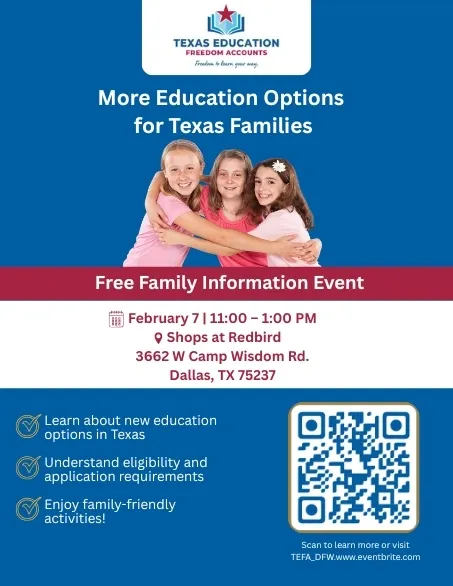 TEXAS EDUCATION
FREEDOM ACCOUNTS
Freedom to learn your way.
More Education Options
for Texas Families
Free Family Information Event
February 7 | 11:00 – 1:00 PM
Shops at Redbird
3662 W Camp Wisdom Rd.
Dallas, TX 75237
Learn about new education
options in Texas
Understand eligibility and
application requirements
Enjoy family-friendly
activities!
Scan to learn more or visit
TEFA_DFW.www.eventbrite.com